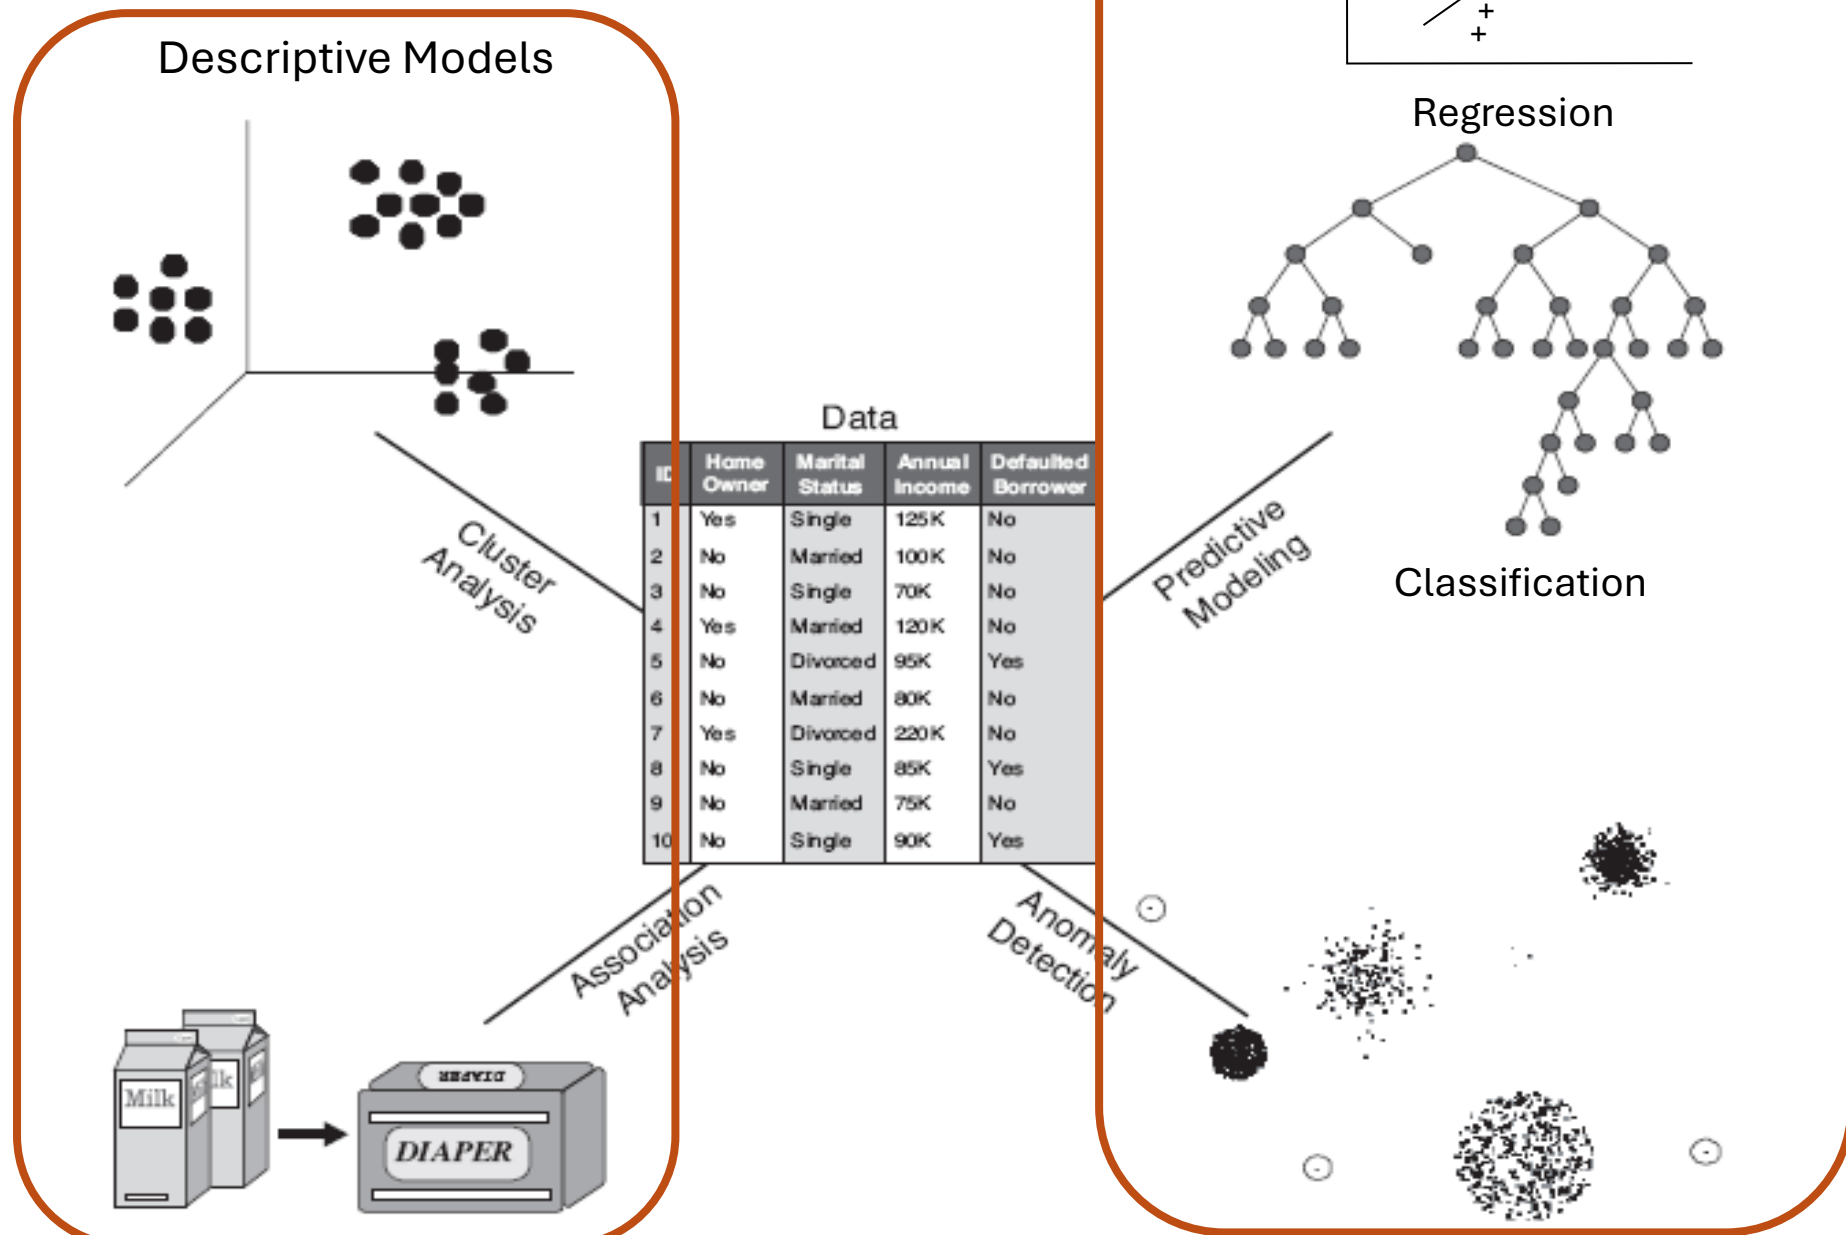 Descriptive Models
+
+
Regression
Data
ID Home Owner Marital Status Annual Income Defaulted Borrower
1 Yes Single 125K No
2 No Married 100K No
3 No Single 70K No
4 Yes Married 120K No
5 No Divorced 95K Yes
6 No Married 80K No
7 Yes Divorced 220K No
8 No Single 85K Yes
9 No Married 75K No
10 No Single 90K Yes
Cluster
Analysis
Predictive
Modeling
Classification
Association
Analysis
Anomaly
Detection
Milk
lk
DIAPER
DIAPER